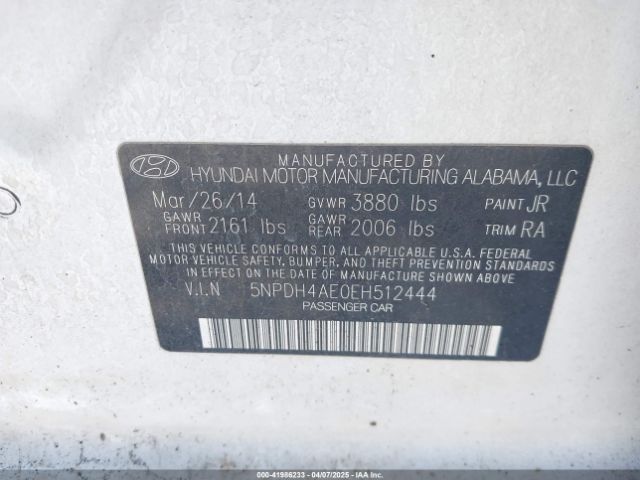 MANUFACTURED BY
HYUNDAI MOTOR MANUFACTURING ALABAMA, LLC
Mar/26/14 GVWR 3880 lbs PAINT JR
GAWR FRONT 2161 lbs GAWR REAR 2006 lbs TRIM RA
THIS VEHICLE CONFORMS TO ALL APPLICABLE U.S.A. FEDERAL
MOTOR VEHICLE SAFETY, BUMPER, AND THEFT PREVENTION
STANDARDS IN EFFECT ON THE DATE OF MANUFACTURE SHOWN ABOVE
V.I.N 5NPDH4AE0EH512444
PASSENGER CAR
© 41986233 - 04/07/2025 - IAA Inc. All Rights Reserved